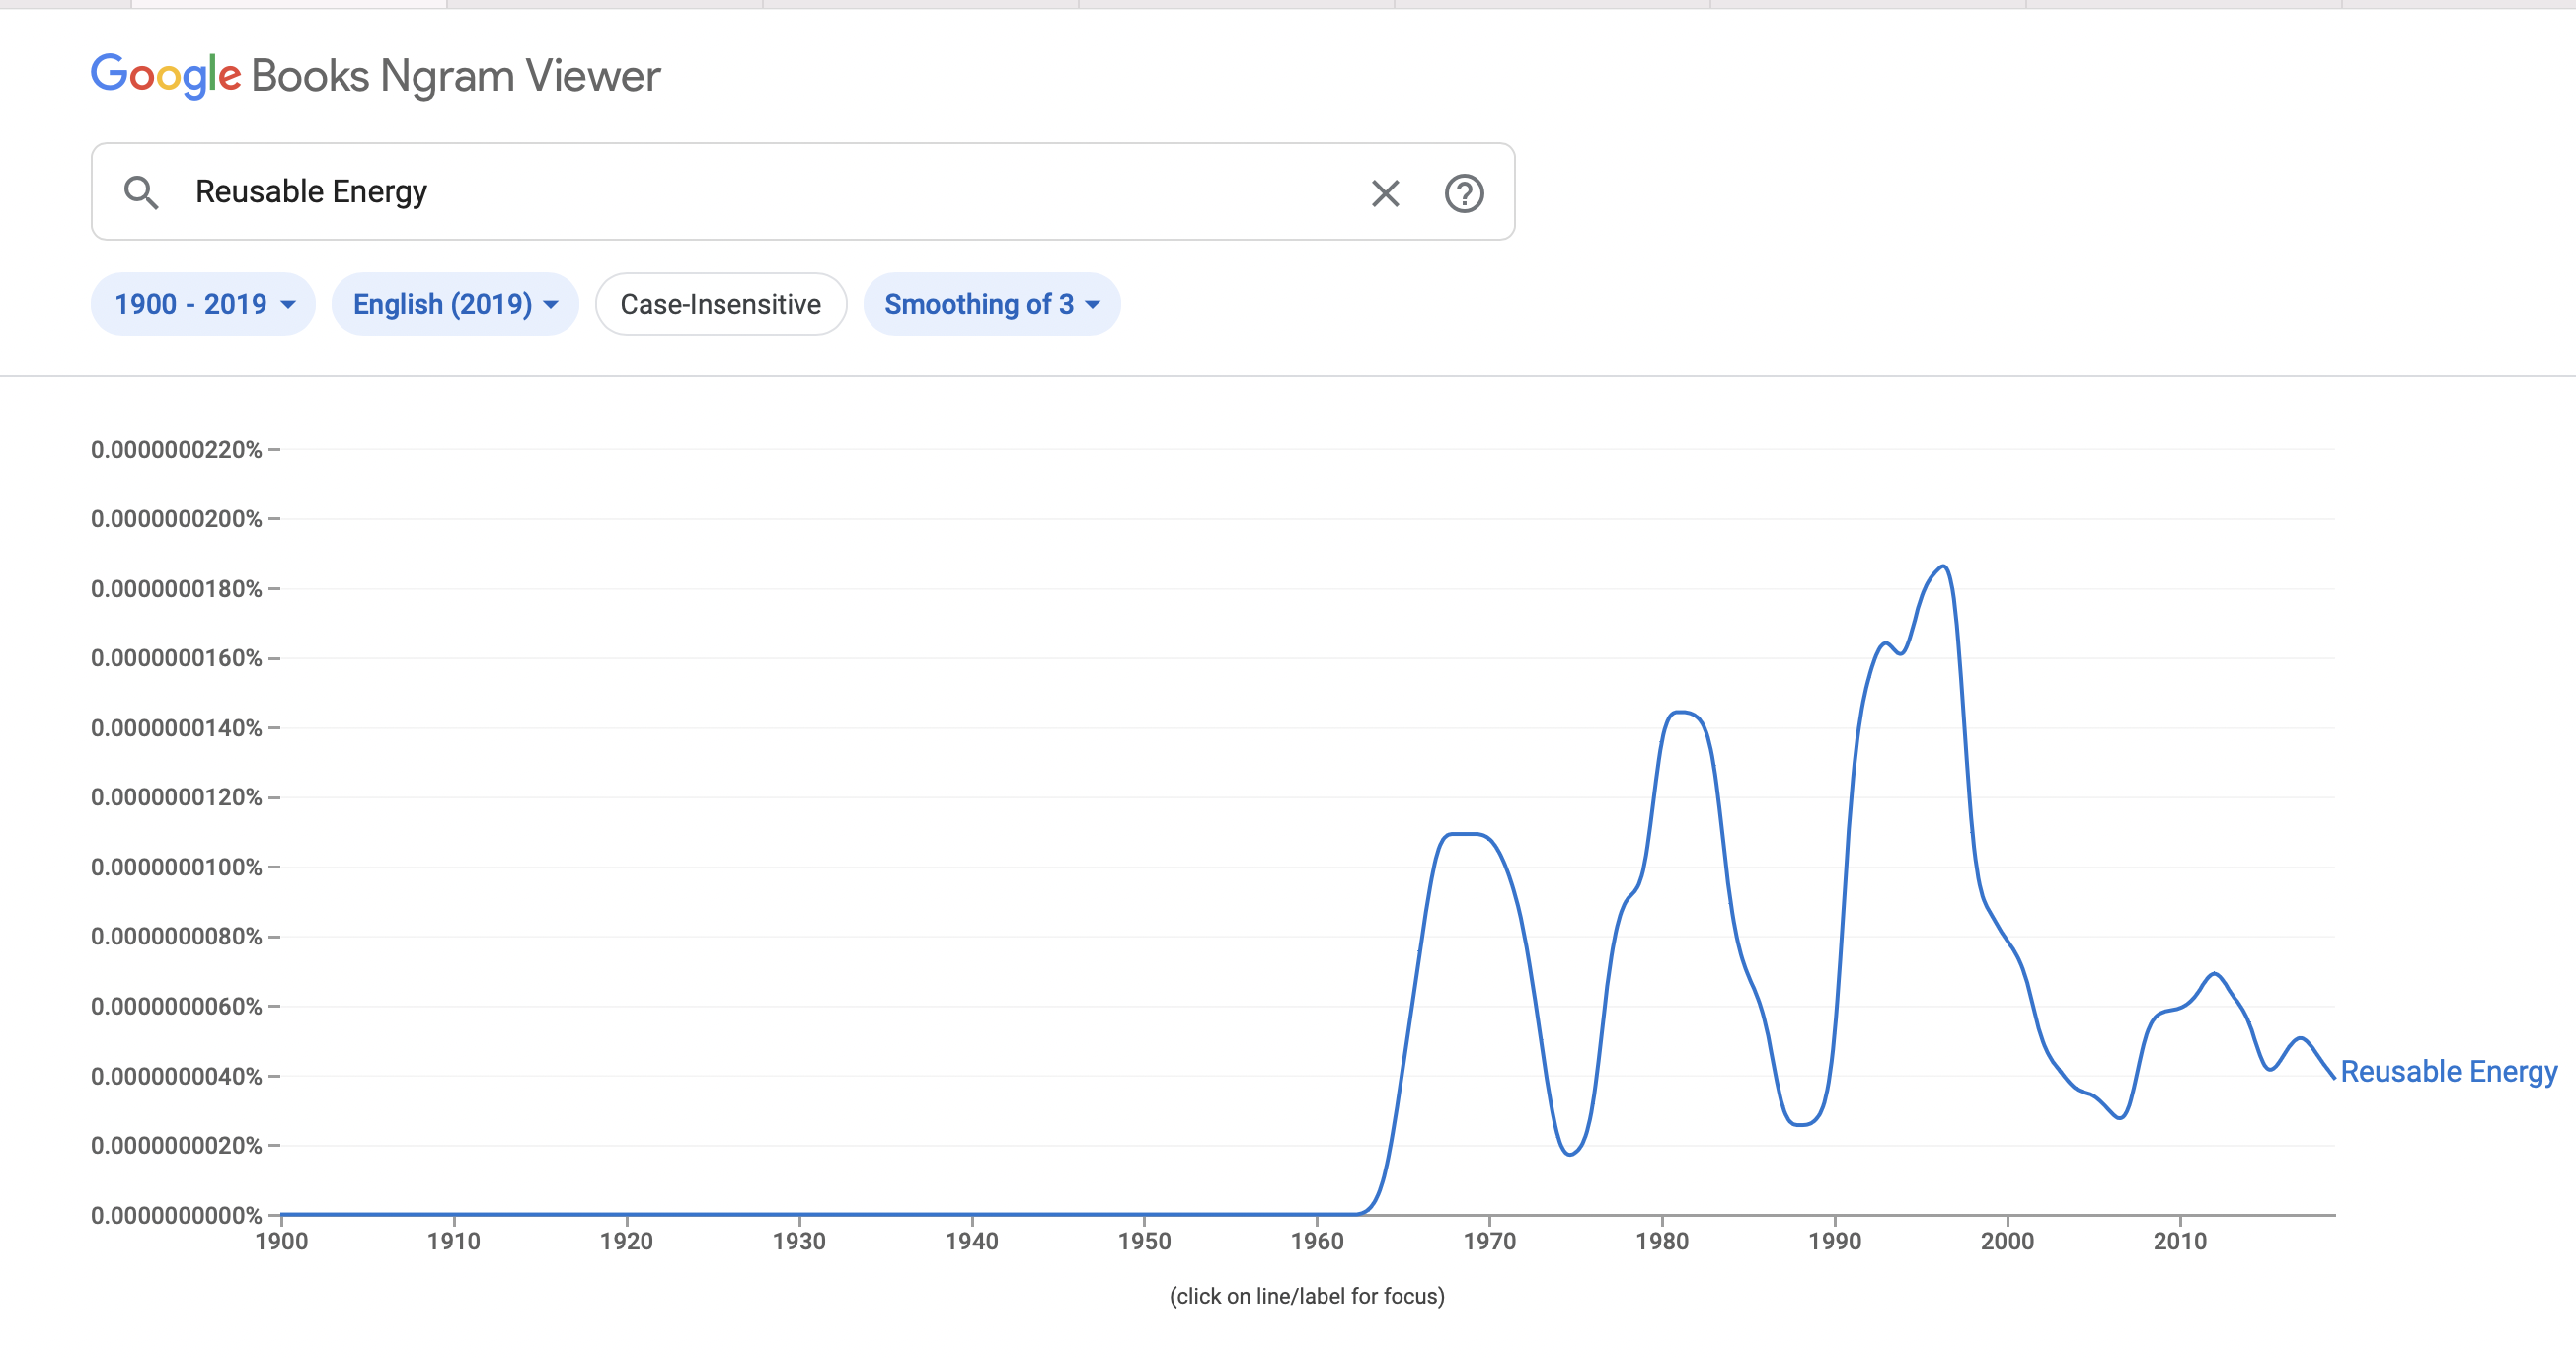 Google Books Ngram Viewer
Reusable Energy
1900 - 2019 English (2019) Case-Insensitive Smoothing of 3
0.0000000220%
0.0000000200%
0.0000000180%
0.0000000160%
0.0000000140%
0.0000000120%
0.0000000100%
0.0000000080%
0.0000000060%
0.0000000040%
Reusable Energy
0.0000000020%
0.0000000000%
1900 1910 1920 1930 1940 1950 1960 1970 1980 1990 2000 2010
(click on line/label for focus)